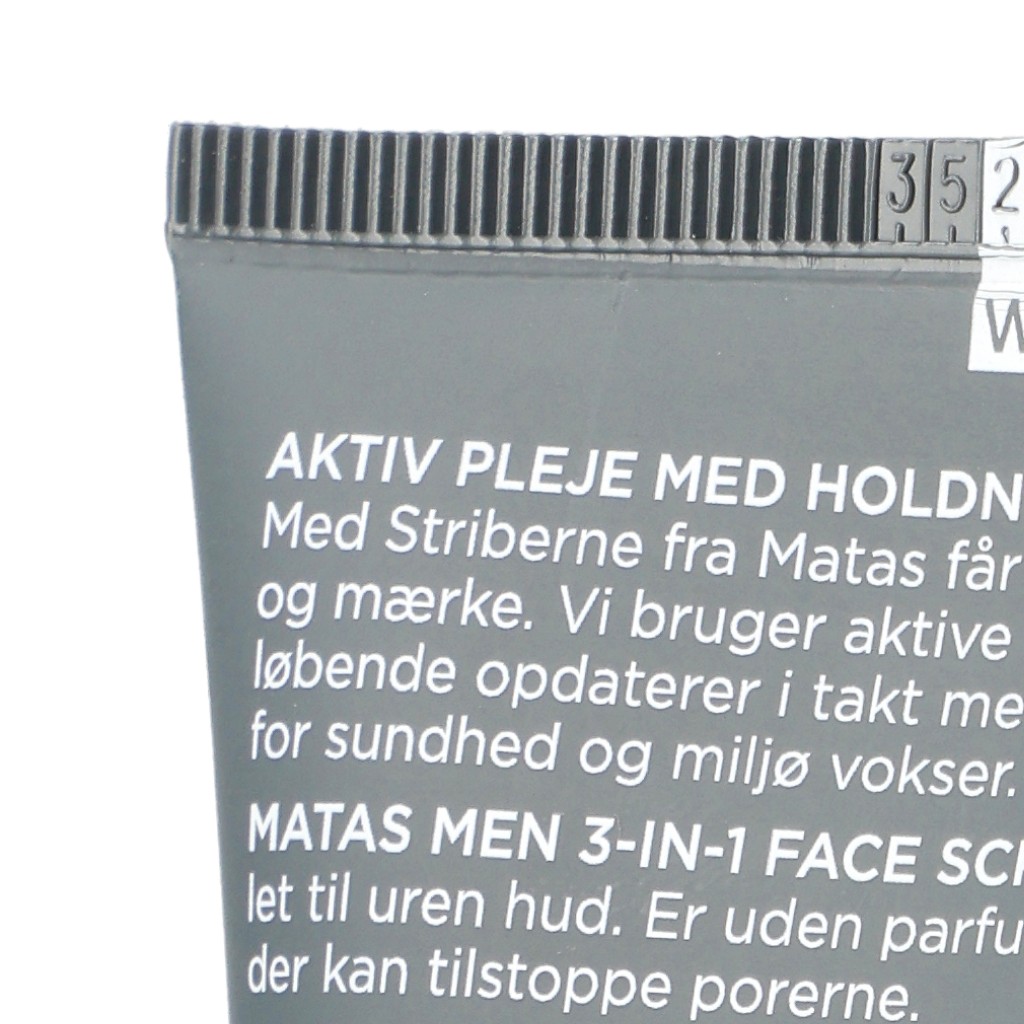 352
W
AKTIV PLEJE MED HOLDN
Med Striberne fra Matas får
og mærke. Vi bruger aktive
løbende opdaterer i takt me
for sundhed og miljø vokser.
MATAS MEN 3-IN-1 FACE SCR
let til uren hud. Er uden parfu
der kan tilstoppe porerne.